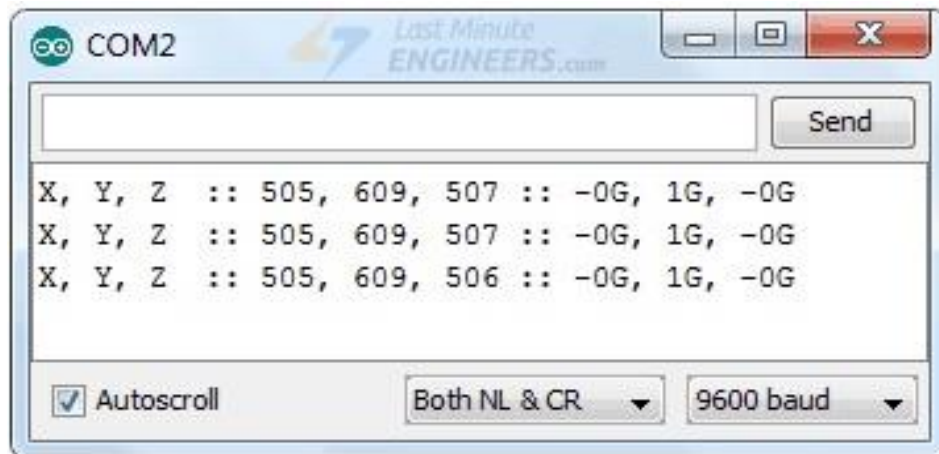 COM2
Last Minute
ENGINEERS.com
Send
X, Y, Z :: 505, 609, 507 :: -0G, 1G, -0G
X, Y, Z :: 505, 609, 507 :: -0G, 1G, -0G
X, Y, Z :: 505, 609, 506 :: -0G, 1G, -0G
Autoscroll
Both NL & CR
9600 baud